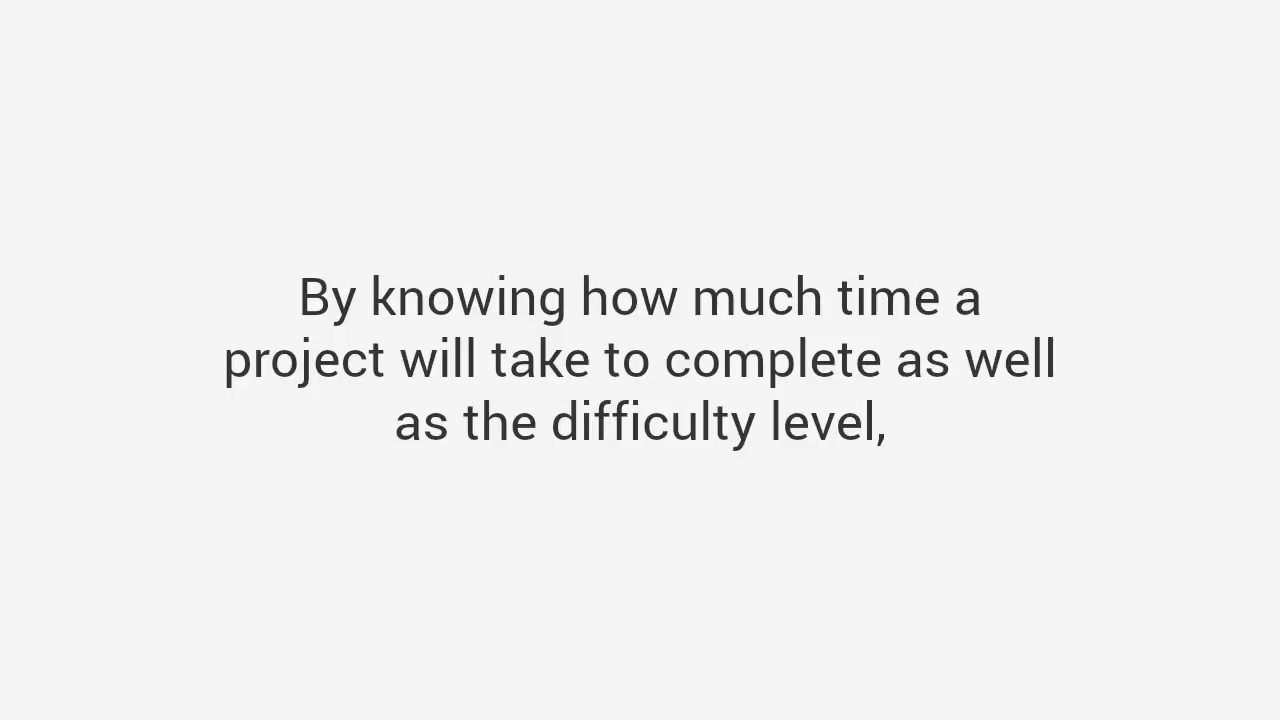 By knowing how much time a
project will take to complete as well
as the difficulty level,